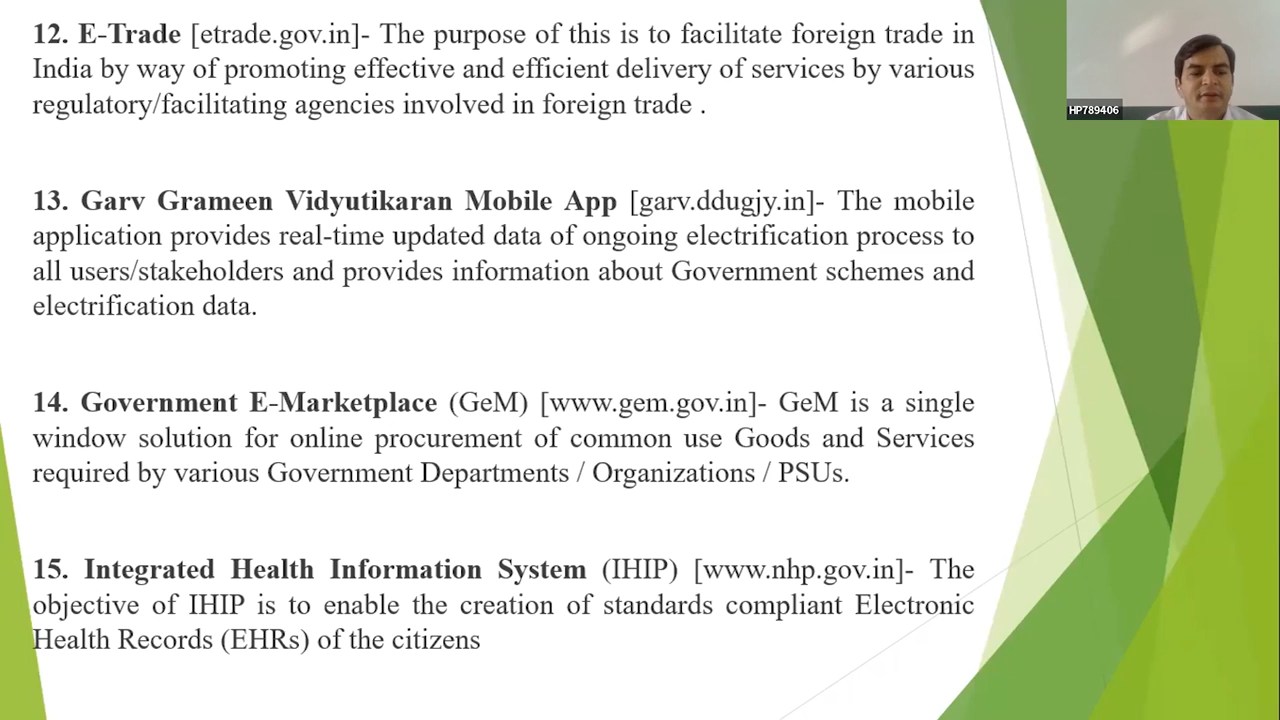 12. E-Trade [etrade.gov.in]- The purpose of this is to facilitate foreign trade in
India by way of promoting effective and efficient delivery of services by various
regulatory/facilitating agencies involved in foreign trade .
HP789406
13. Garv Grameen Vidyutikaran Mobile App [garv.ddugjy.in]- The mobile
application provides real-time updated data of ongoing electrification process to
all users/stakeholders and provides information about Government schemes and
electrification data.
14. Government E-Marketplace (GeM) [www.gem.gov.in]- GeM is a single
window solution for online procurement of common use Goods and Services
required by various Government Departments / Organizations / PSUs.
15. Integrated Health Information System (IHIP) [www.nhp.gov.in]- The
objective of IHIP is to enable the creation of standards compliant Electronic
Health Records (EHRs) of the citizens